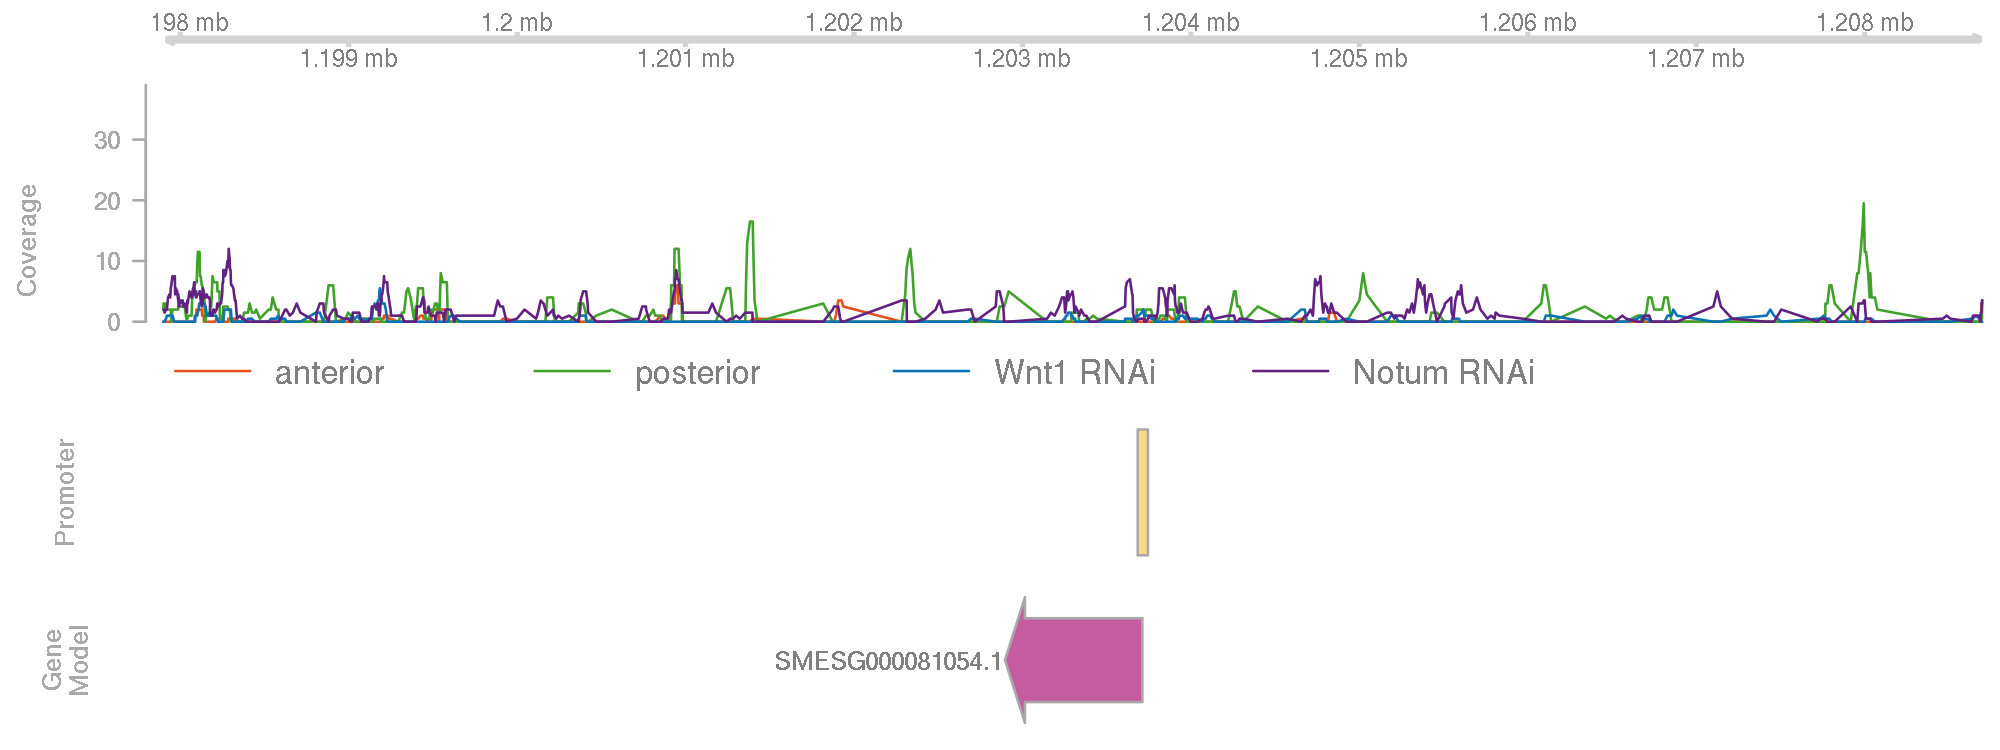 198 mb 1.2 mb 1.202 mb 1.204 mb 1.206 mb 1.208 mb
1.199 mb 1.201 mb 1.203 mb 1.205 mb 1.207 mb
Coverage
30
20
10
0
anterior posterior Wnt1 RNAi Notum RNAi
Promoter
Gene
Model
SMESG000081054.1